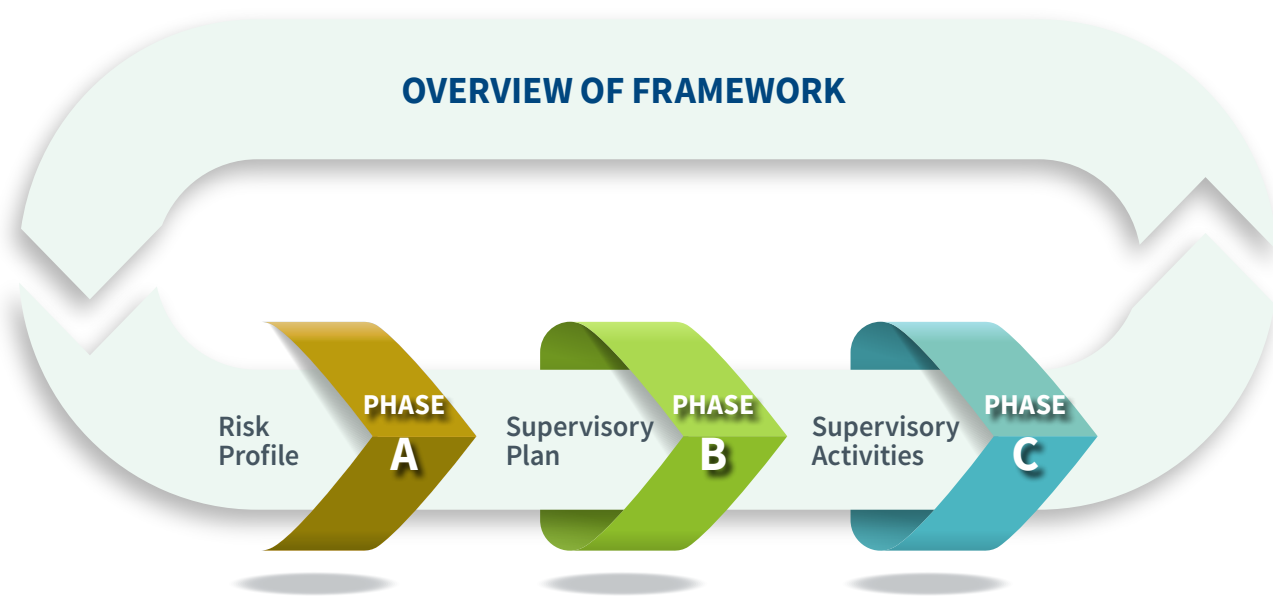 OVERVIEW OF FRAMEWORK
Risk
Profile
PHASE
A
Supervisory
Plan
PHASE
B
Supervisory
Activities
PHASE
C